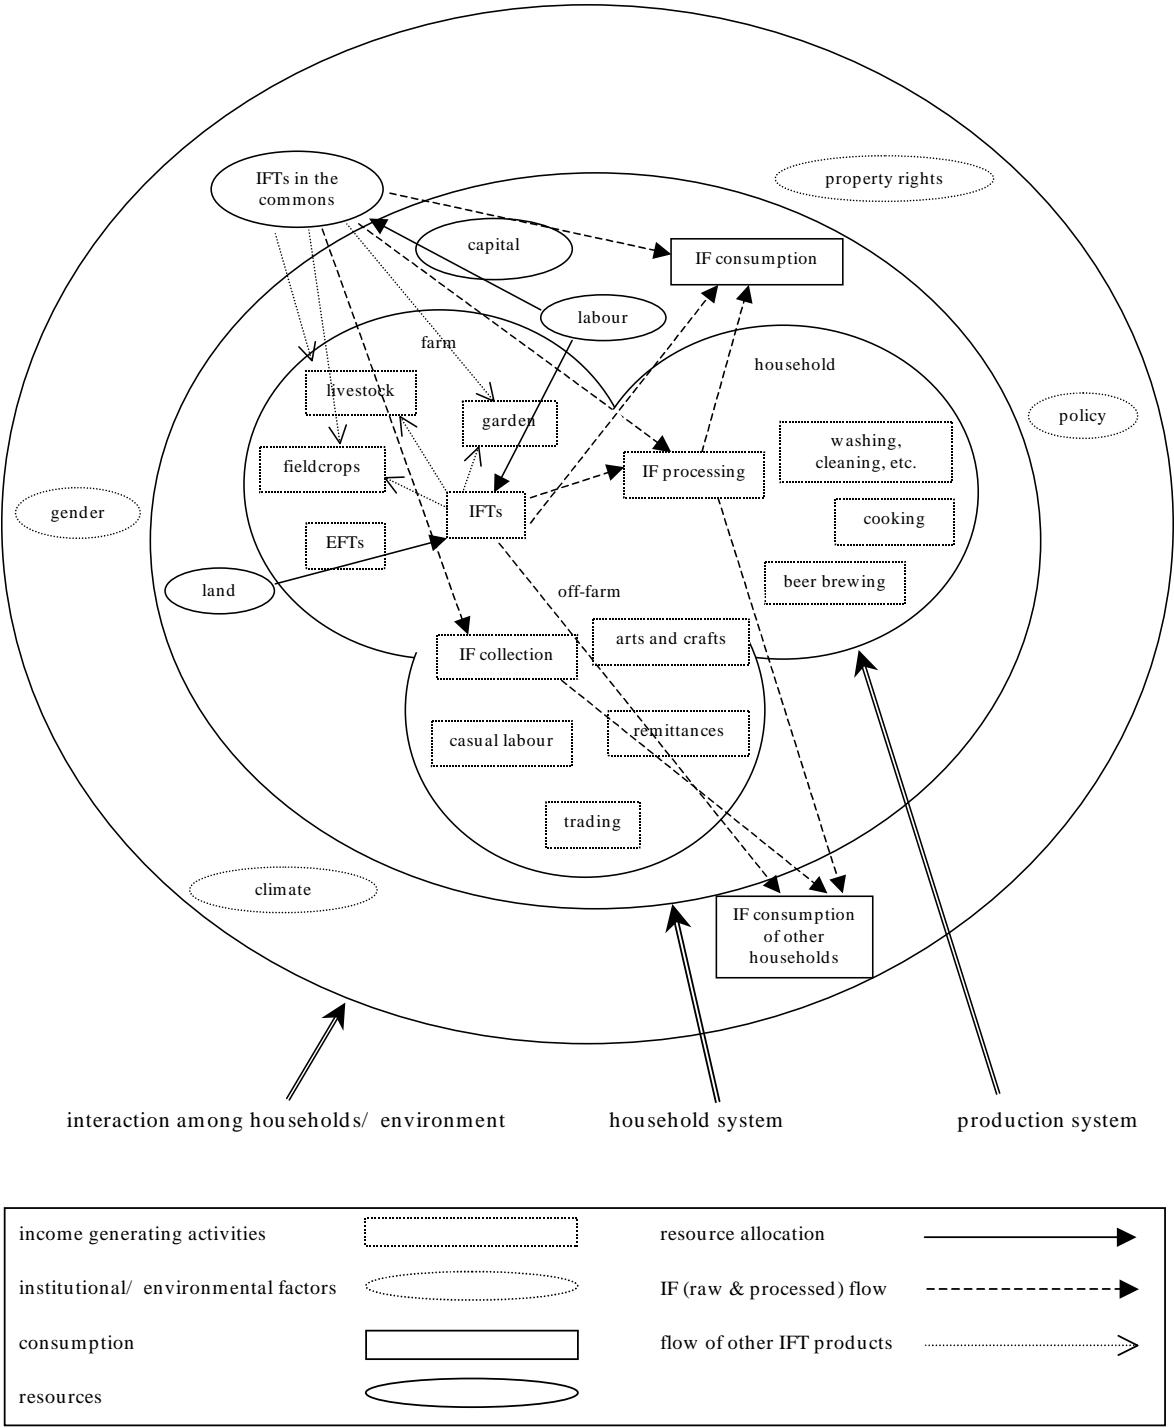 IFTs in the
commons
property rights
capital
IF consumption
labour
farm
household
livestock
garden
policy
washing,
cleaning, etc.
fieldcrops
IF processing
gender
IFTs
cooking
EFTs
beer brewing
land
off-farm
arts and crafts
IF collection
casual labour
remittances
trading
climate
IF consumption
of other
households
interaction among households/ environment
household system
production system
income generating activities
resource allocation
institutional/ environmental factors
IF (raw & processed) flow
consumption
flow of other IFT products
resources